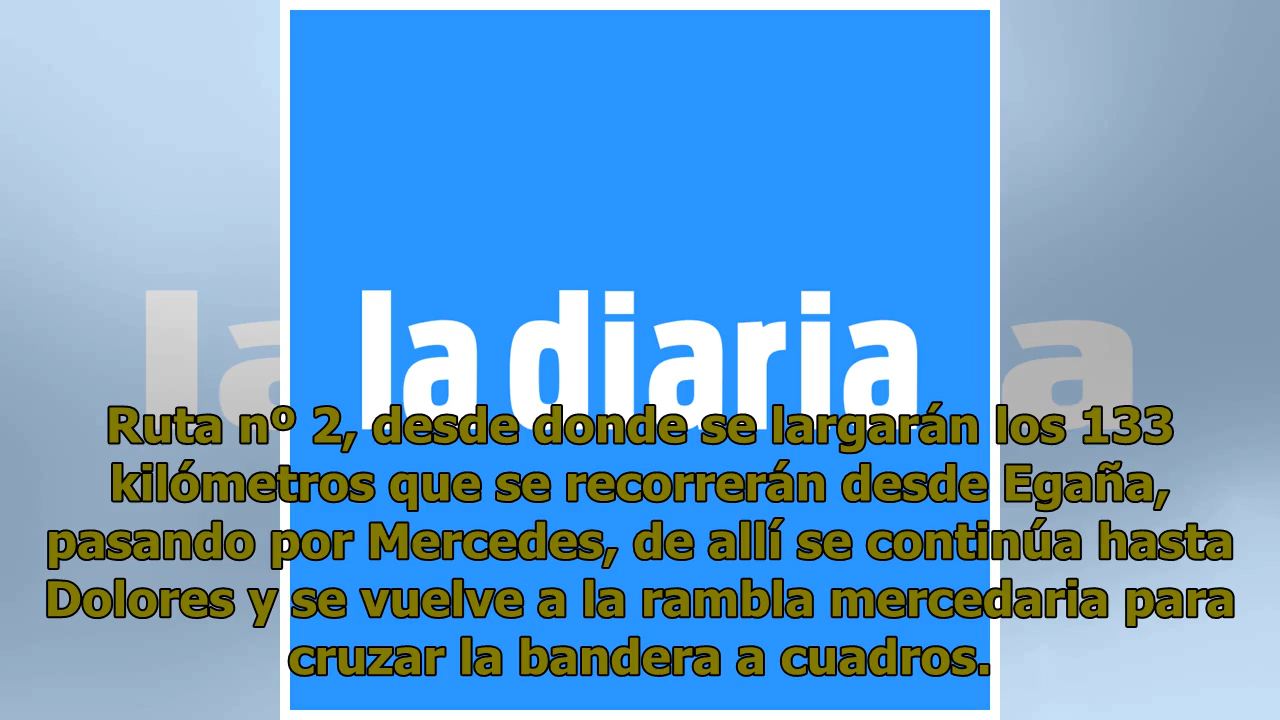 la diaria
Ruta nº 2, desde donde se largarán los 133
kilómetros que se recorrerán desde Egaña,
pasando por Mercedes, de allí se continúa hasta
Dolores y se vuelve a la rambla mercedaria para
cruzar la bandera a cuadros.